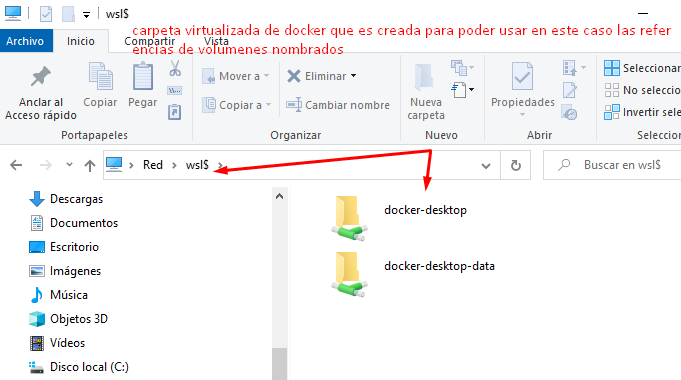 wsl$
carpeta virtualizada de docker que es creada para poder usar en este caso las refer
encias de volumenes nombrados
Archivo Inicio Compartir Vista
Anclar al Acceso rápido
Copiar
Pegar
Mover a
Copiar a
Eliminar
Cambiar nombre
Nueva carpeta
Propiedades
Seleccionar
No seleccio
Invertir sele
Portapapeles Organizar Nuevo Abrir Seleccion
Red wsl$
Buscar en wsl$
Descargas
Documentos
Escritorio
Imágenes
Música
Objetos 3D
Vídeos
Disco local (C:)
docker-desktop
docker-desktop-data